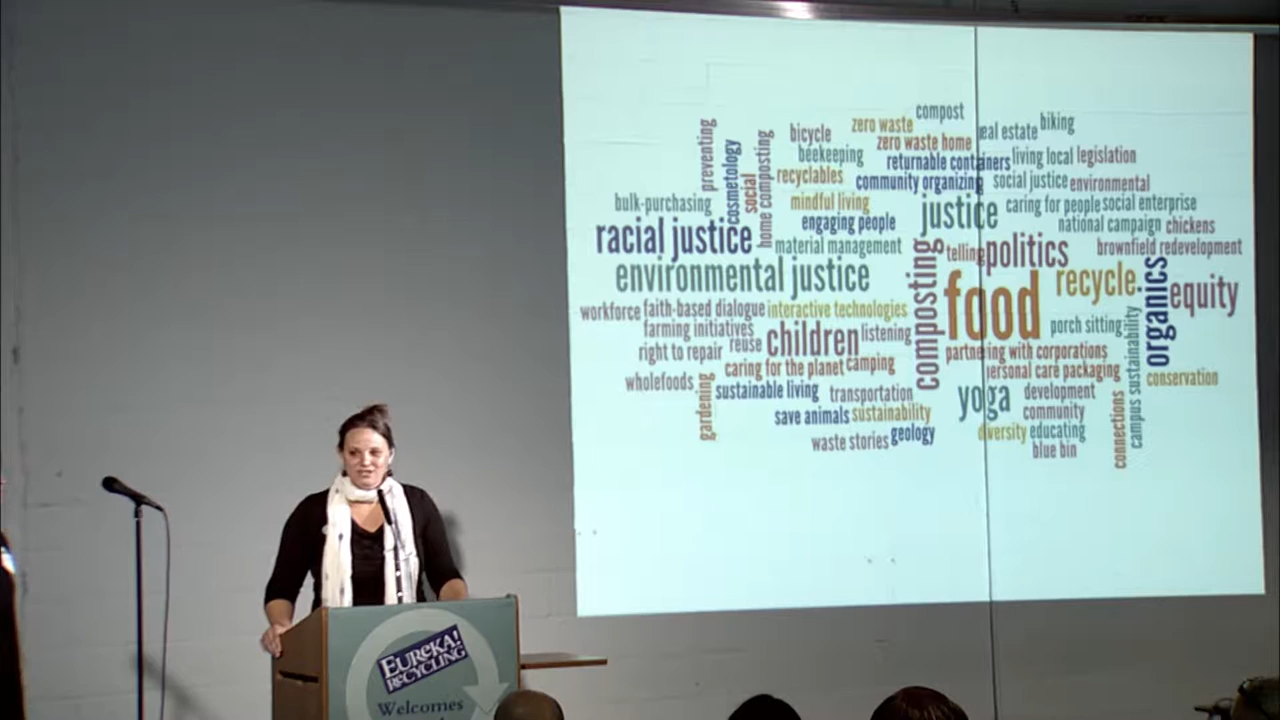 compost
zero waste
real estate
biking
bicycle
zero waste home
preventing
cosmetology
social
home composting
beekeeping
returnable containers
living local
legislation
recyclables
community organizing
social justice
environmental
bulk-purchasing
mindful living
justice
caring for people
social enterprise
engaging people
national campaign
chickens
racial justice
material management
telling
politics
brownfield redevelopment
environmental justice
composting
food
recycle
organics
equity
workforce
faith-based dialogue
interactive technologies
farming initiatives
children
listening
porch sitting
campus sustainability
right to repair
reuse
partnering with corporations
caring for the planet
camping
personal care packaging
wholefoods
gardening
sustainable living
transportation
yoga
development
conservation
save animals
sustainability
community
connections
waste stories
geology
diversity
educating
blue bin
EUREKA!
RECYCLING
Welcomes